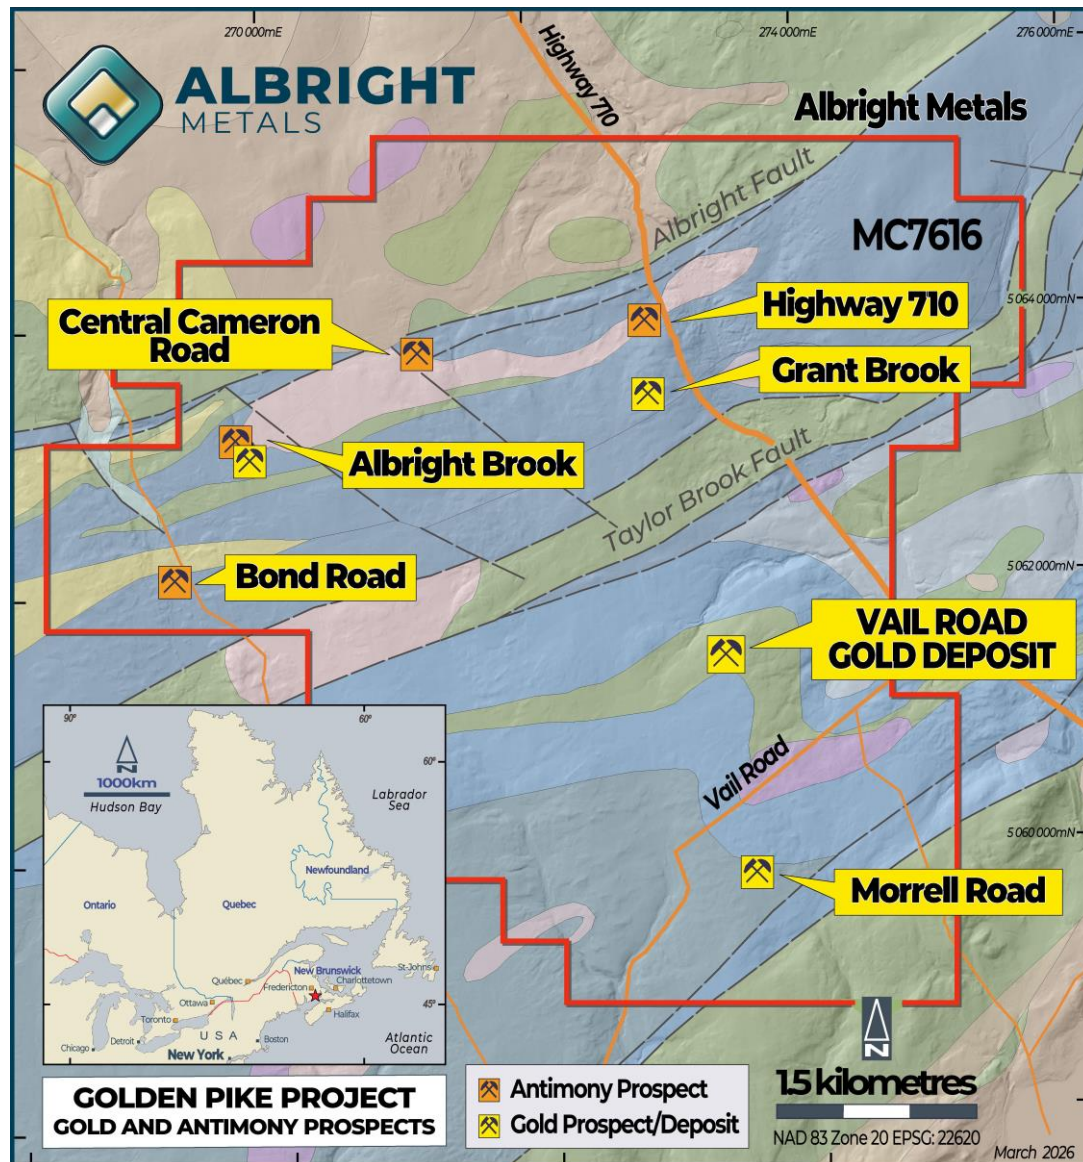 270 000mE
274 000mE
276 000mE
ALBRIGHT
METALS
Highway 710
Albright Metals
Albright Fault
MC7616
5 064 000mN
Central Cameron
Road
Highway 710
Grant Brook
Albright Brook
Taylor Brook Fault
Bond Road
5 062 000mN
VAIL ROAD
GOLD DEPOSIT
Vail Road
5 060 000mN
Morrell Road
90°
60°
N
1000km
Hudson Bay
60°
Labrador
Sea
Newfoundland
Ontario
Quebec
New Brunswick
St-Johns
Québec
Fredericton
Charlottetown
Ottawa
45°
Toronto
Halifax
USA
Chicago
Detroit
Boston
New York
Atlantic
Ocean
GOLDEN PIKE PROJECT
GOLD AND ANTIMONY PROSPECTS
Antimony Prospect
Gold Prospect/Deposit
N
1.5 kilometres
NAD 83 Zone 20 EPSG: 22620
March 2026